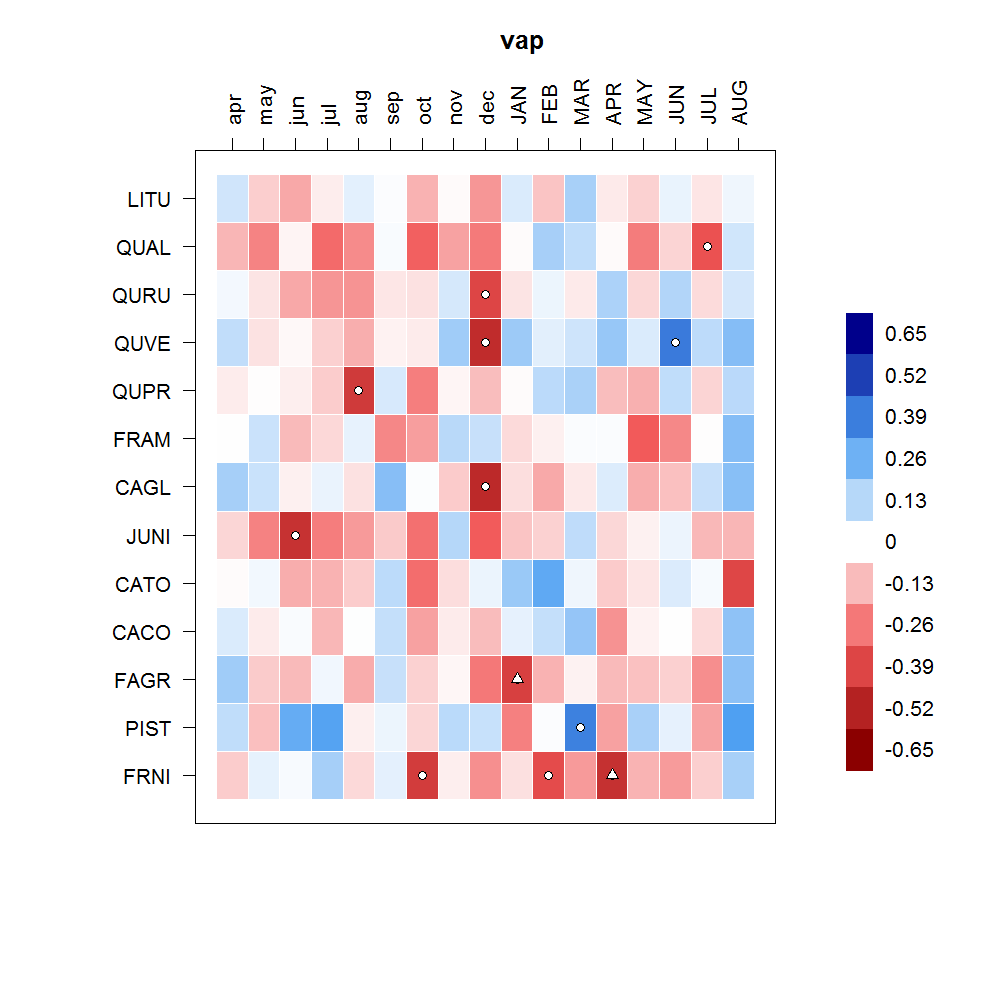 vap
apr may jun jul aug sep oct nov dec JAN FEB MAR APR MAY JUN JUL AUG
LITU
QUAL
QURU
QUVE
QUPR
FRAM
CAGL
JUNI
CATO
CACO
FAGR
PIST
FRNI
0.65
0.52
0.39
0.26
0.13
0
-0.13
-0.26
-0.39
-0.52
-0.65